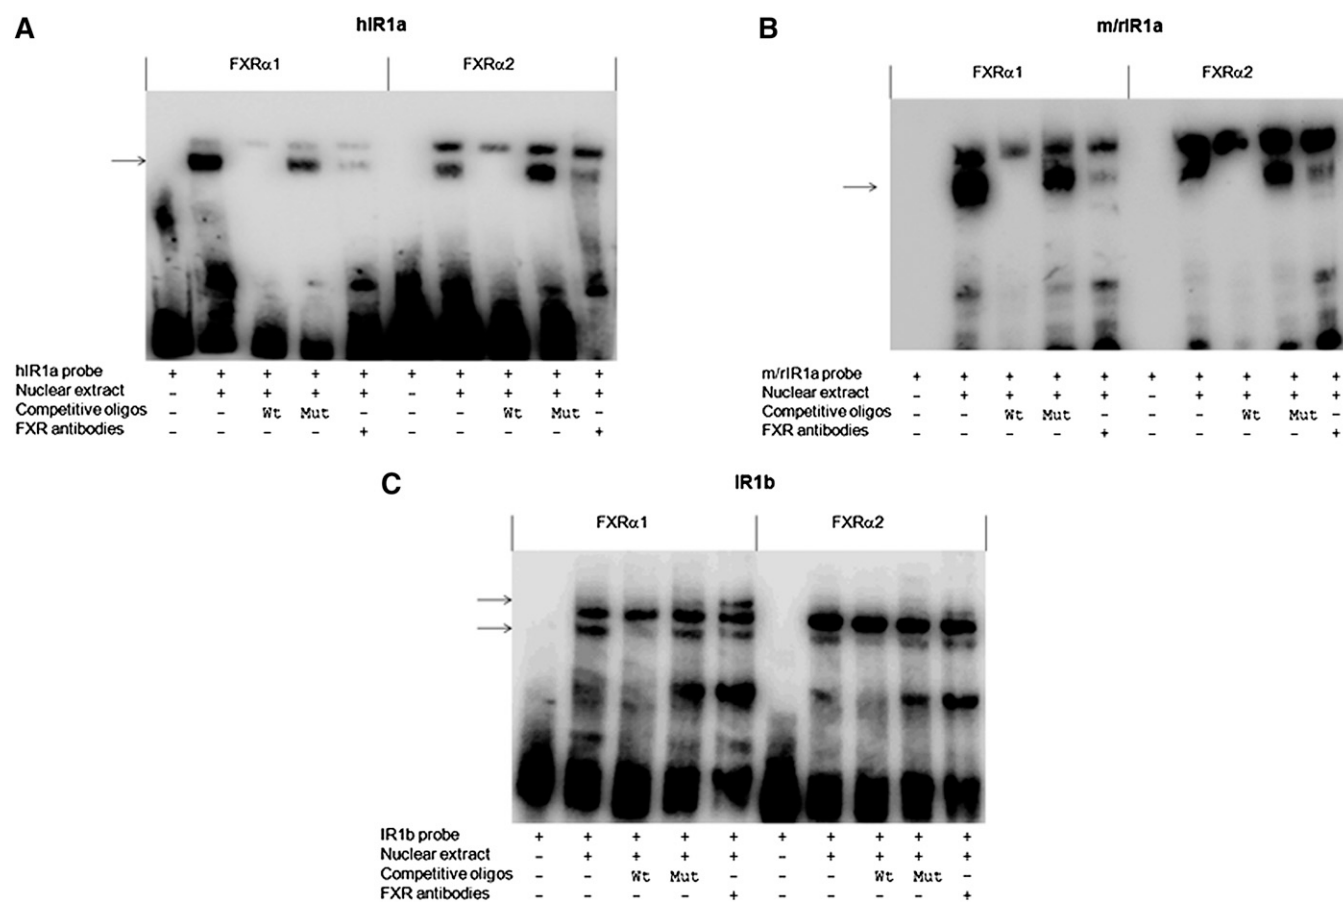 A
hIR1a
FXRα1 FXRα2
hIR1a probe + + + + + + + + + +
Nuclear extract - + + + + - + + + +
Competitive oligos Wt Mut - Wt Mut -
FXR antibodies - - - - + - - - - +
B
m/rIR1a
FXRα1 FXRα2
m/rIR1a probe + + + + + + + + + +
Nuclear extract - + + + + - + + + +
Competitive oligos - - Wt Mut - - - Wt Mut -
FXR antibodies - - - - + - - - - +
C
IR1b
FXRα1 FXRα2
IR1b probe + + + + + + + + + +
Nuclear extract - + + + + - + + + +
Competitive oligos - - Wt Mut - - - Wt Mut -
FXR antibodies - - - - + - - - - +